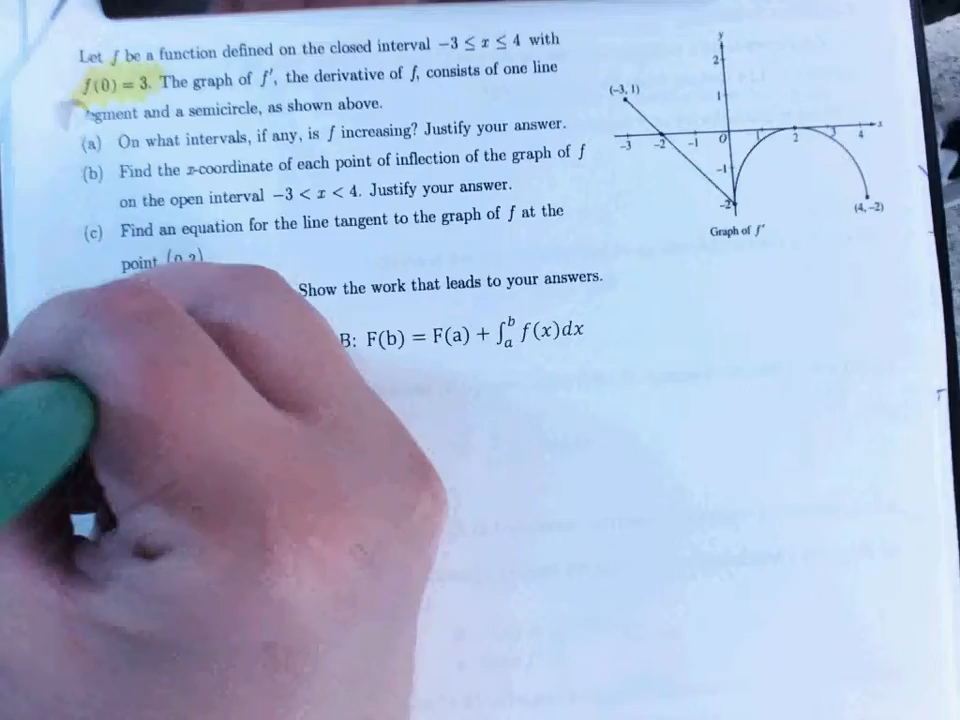 Let f be a function defined on the closed interval −3 ≤ x ≤ 4 with
f(0) = 3. The graph of f′, the derivative of f, consists of one line
egment and a semicircle, as shown above.
(a) On what intervals, if any, is f increasing? Justify your answer.
(b) Find the x-coordinate of each point of inflection of the graph of f
on the open interval −3 < x < 4. Justify your answer.
(c) Find an equation for the line tangent to the graph of f at the
point
Show the work that leads to your answers.
B: F(b) = F(a) + ∫ₐᵇ f(x)dx
y
2
(−3, 1)
1
−3 −2 −1 O 1 2 3 4 x
−1
−2
(4, −2)
Graph of f′